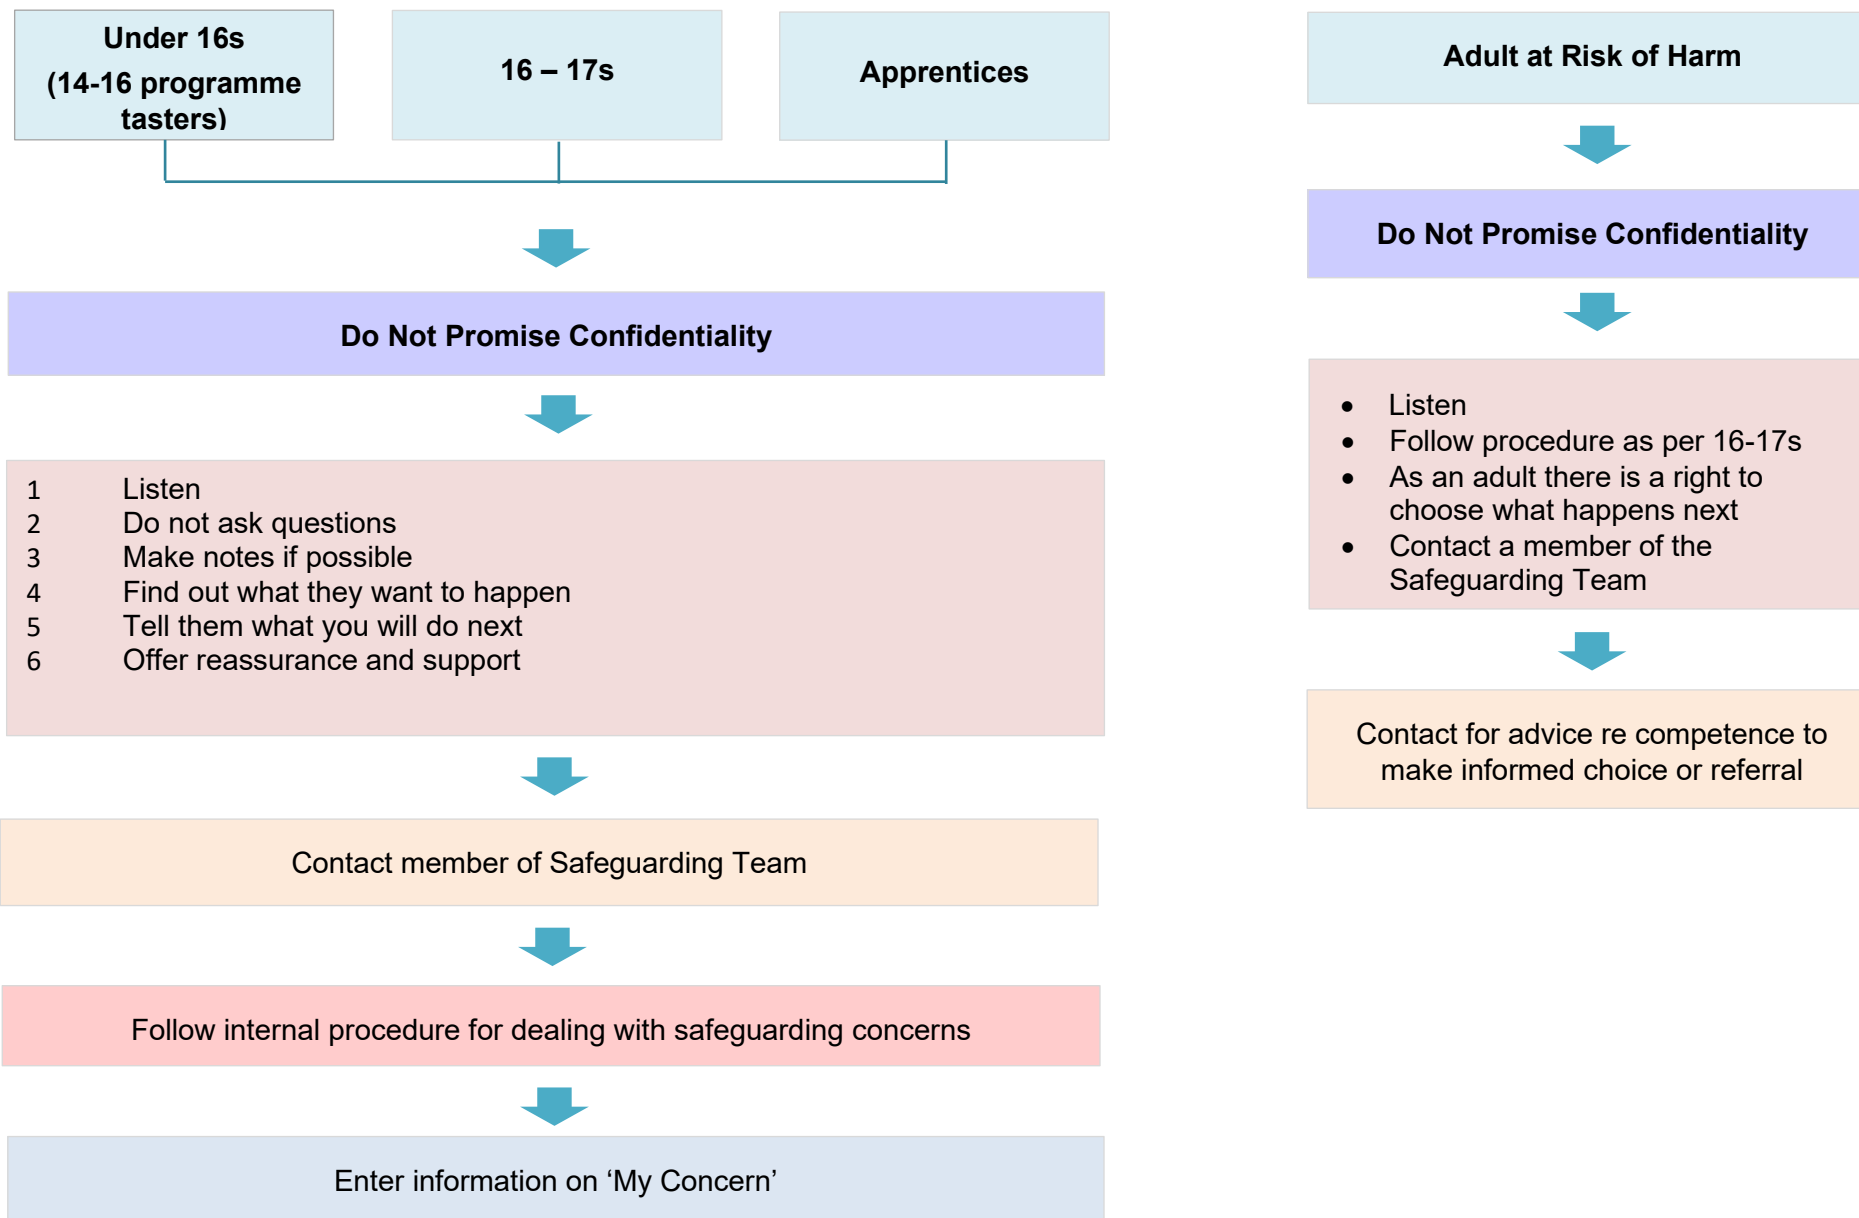 Under 16s
(14-16 programme
tasters)
16 – 17s
Apprentices
Do Not Promise Confidentiality
1 Listen
2 Do not ask questions
3 Make notes if possible
4 Find out what they want to happen
5 Tell them what you will do next
6 Offer reassurance and support
Contact member of Safeguarding Team
Follow internal procedure for dealing with safeguarding concerns
Enter information on ‘My Concern’
Adult at Risk of Harm
Do Not Promise Confidentiality
• Listen
• Follow procedure as per 16-17s
• As an adult there is a right to
choose what happens next
• Contact a member of the
Safeguarding Team
Contact for advice re competence to
make informed choice or referral